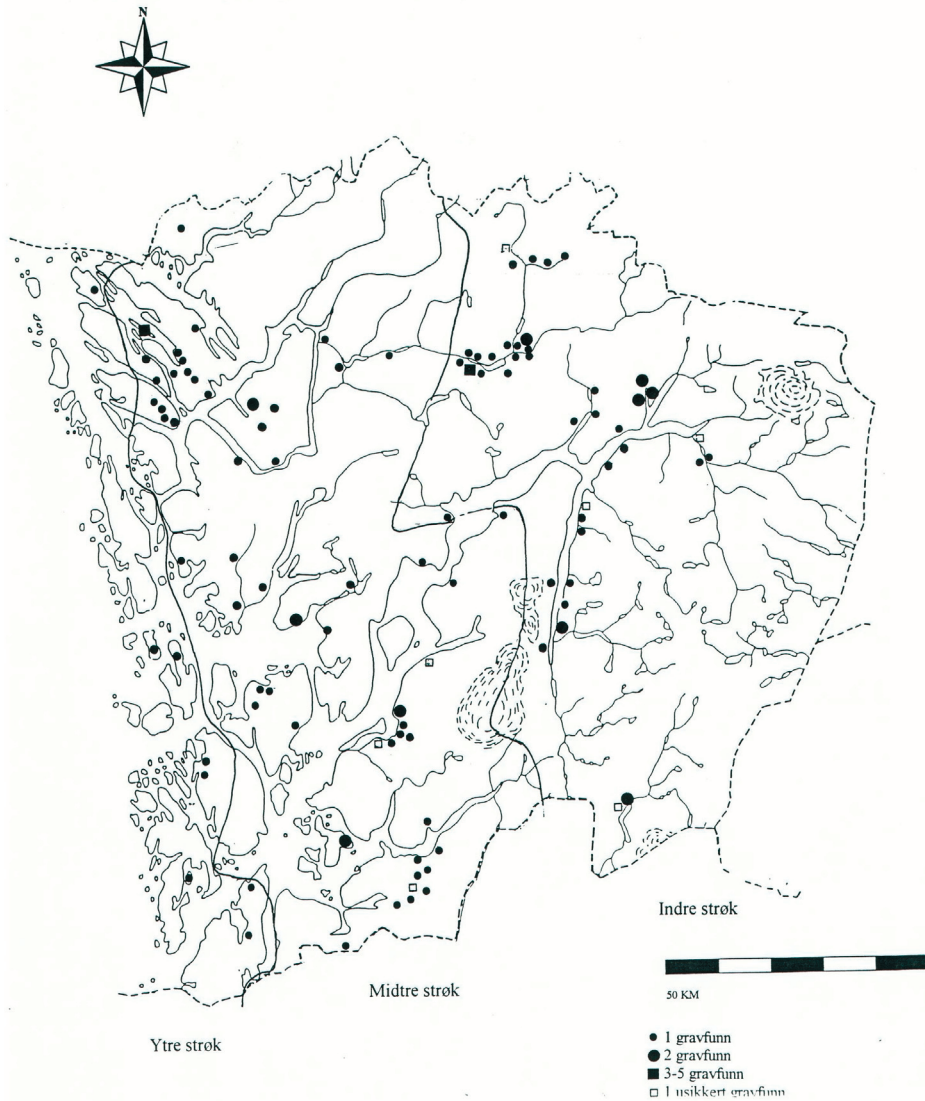 N
Indre strøk
Midtre strøk
50 KM
Ytre strøk
1 gravfunn
2 gravfunn
3-5 gravfunn
1 usikkert gravfunn